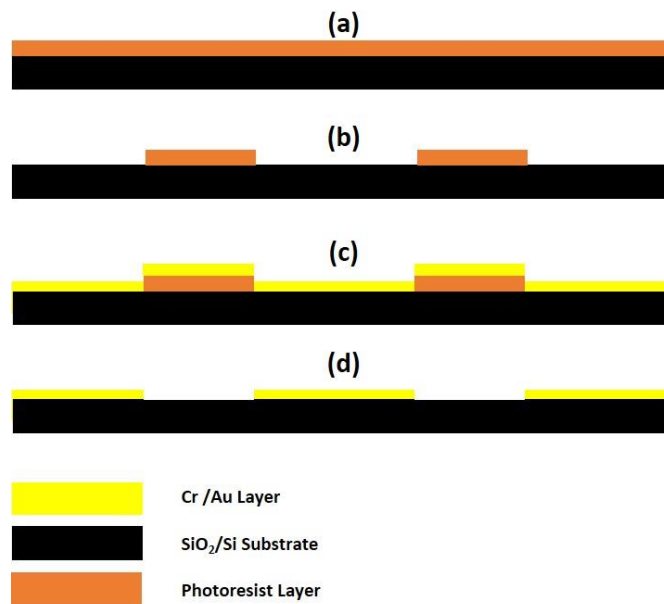 (a)
(b)
(c)
(d)
Cr /Au Layer
SiO₂/Si Substrate
Photoresist Layer